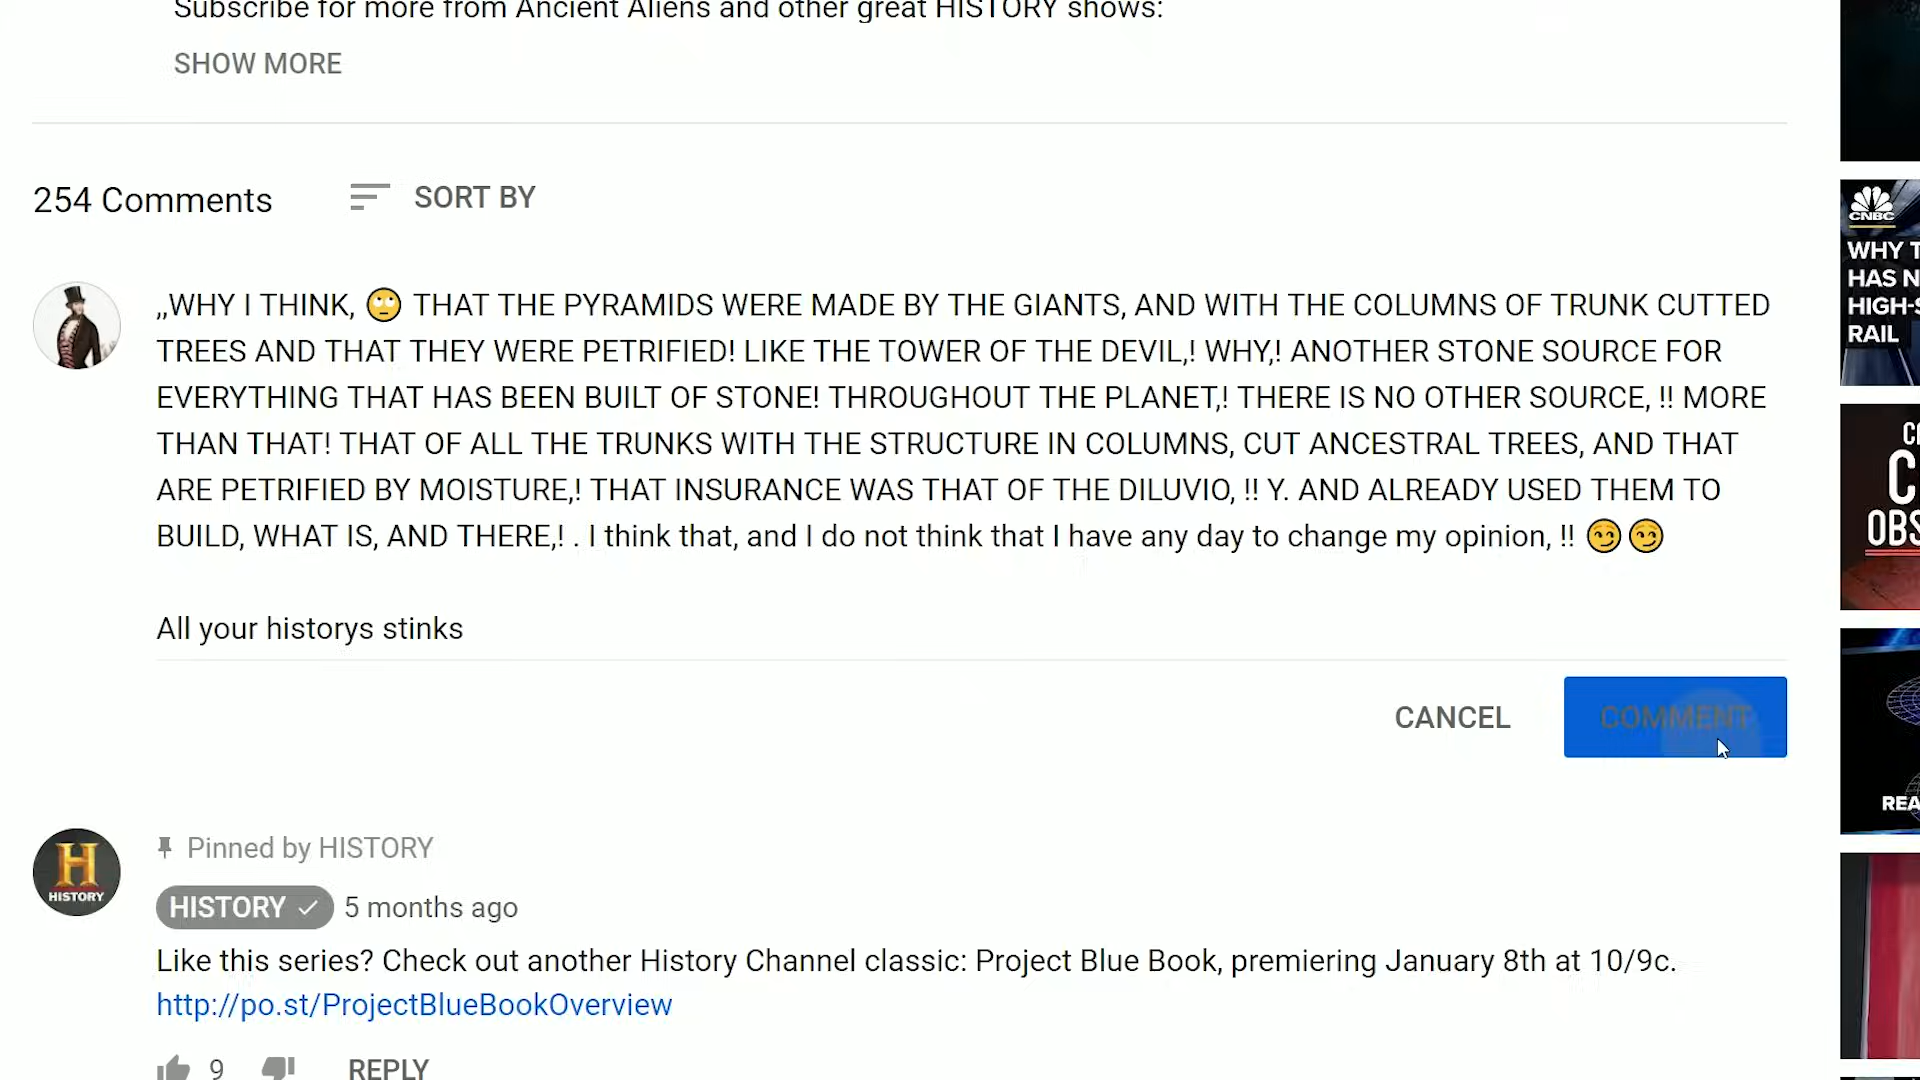 Subscribe for more from Ancient Aliens and other great HISTORY shows:
SHOW MORE
254 Comments
SORT BY
„WHY I THINK, 🙄 THAT THE PYRAMIDS WERE MADE BY THE GIANTS, AND WITH THE COLUMNS OF TRUNK CUTTED
TREES AND THAT THEY WERE PETRIFIED! LIKE THE TOWER OF THE DEVIL,! WHY,! ANOTHER STONE SOURCE FOR
EVERYTHING THAT HAS BEEN BUILT OF STONE! THROUGHOUT THE PLANET,! THERE IS NO OTHER SOURCE, !! MORE
THAN THAT! THAT OF ALL THE TRUNKS WITH THE STRUCTURE IN COLUMNS, CUT ANCESTRAL TREES, AND THAT
ARE PETRIFIED BY MOISTURE,! THAT INSURANCE WAS THAT OF THE DILUVIO, !! Y. AND ALREADY USED THEM TO
BUILD, WHAT IS, AND THERE,! . I think that, and I do not think that I have any day to change my opinion, !! 😏😏
All your historys stinks
CANCEL
COMMENT
Pinned by HISTORY
HISTORY
HISTORY ✓ 5 months ago
Like this series? Check out another History Channel classic: Project Blue Book, premiering January 8th at 10/9c.
http://po.st/ProjectBlueBookOverview
9
REPLY
CNBC
WHY T
HAS N
HIGH-S
RAIL
C
OBS
REA